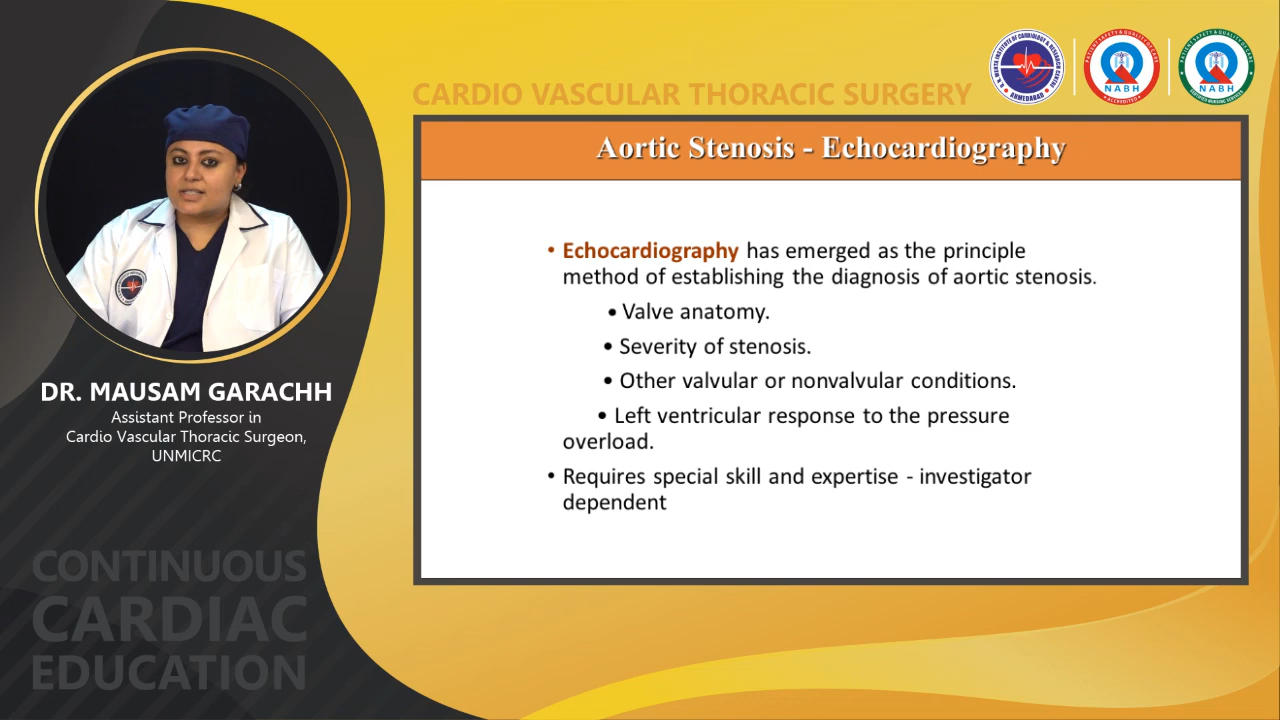 CARDIO VASCULAR THORACIC SURGERY
NABH
NABH
Aortic Stenosis - Echocardiography
• Echocardiography has emerged as the principle
method of establishing the diagnosis of aortic stenosis.
• Valve anatomy.
• Severity of stenosis.
• Other valvular or nonvalvular conditions.
• Left ventricular response to the pressure
overload.
• Requires special skill and expertise - investigator
dependent
DR. MAUSAM GARACHH
Assistant Professor in
Cardio Vascular Thoracic Surgeon,
UNMICRC
CONTINUOUS
CARDIAC
EDUCATION